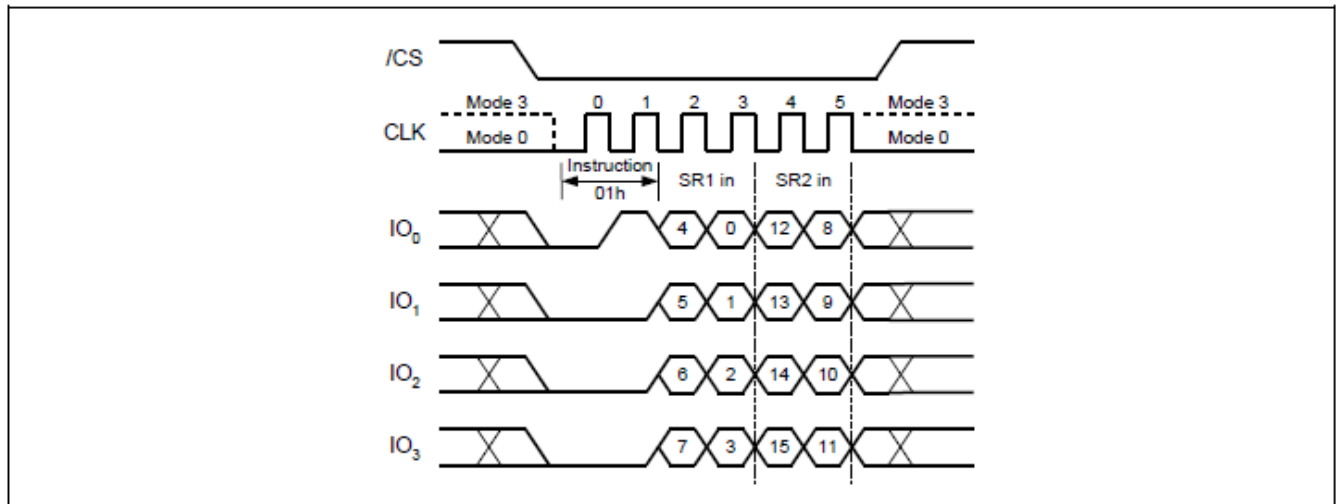 /CS
Mode 3 0 1 2 3 4 5 Mode 3
CLK Mode 0 Mode 0
Instruction
01h SR1 in SR2 in
IO0 4 0 12 8
IO1 5 1 13 9
IO2 6 2 14 10
IO3 7 3 15 11